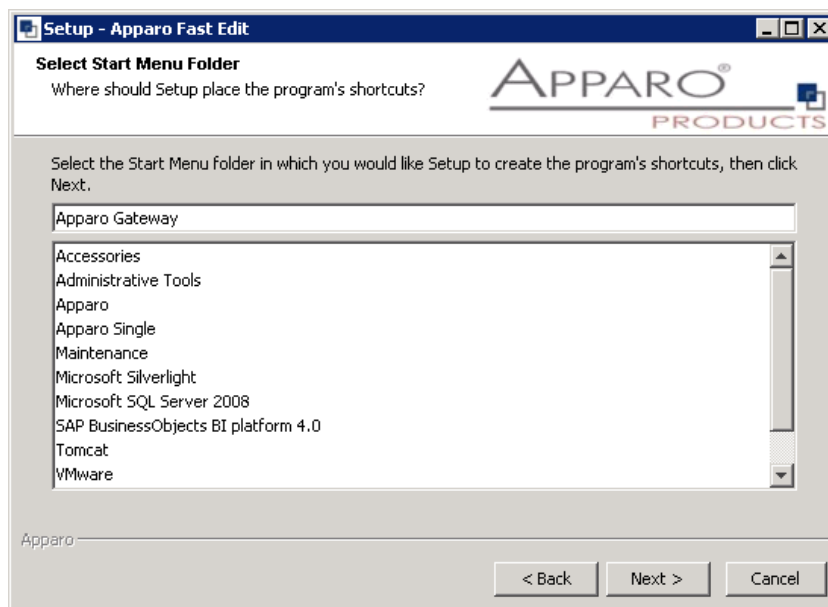 Setup - Apparo Fast Edit
Select Start Menu Folder
Where should Setup place the program's shortcuts?
APPARO®
PRODUCTS
Select the Start Menu folder in which you would like Setup to create the program's shortcuts, then click
Next.
Apparo Gateway
Accessories
Administrative Tools
Apparo
Apparo Single
Maintenance
Microsoft Silverlight
Microsoft SQL Server 2008
SAP BusinessObjects BI platform 4.0
Tomcat
VMware
Apparo
< Back
Next >
Cancel